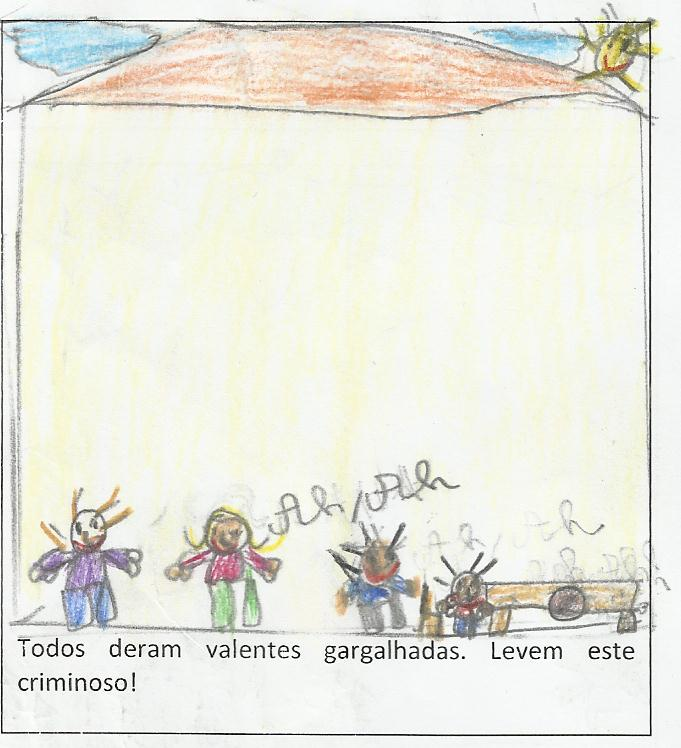 Ah, Ah
Ah, Ah
Todos deram valentes gargalhadas. Levem este
criminoso!